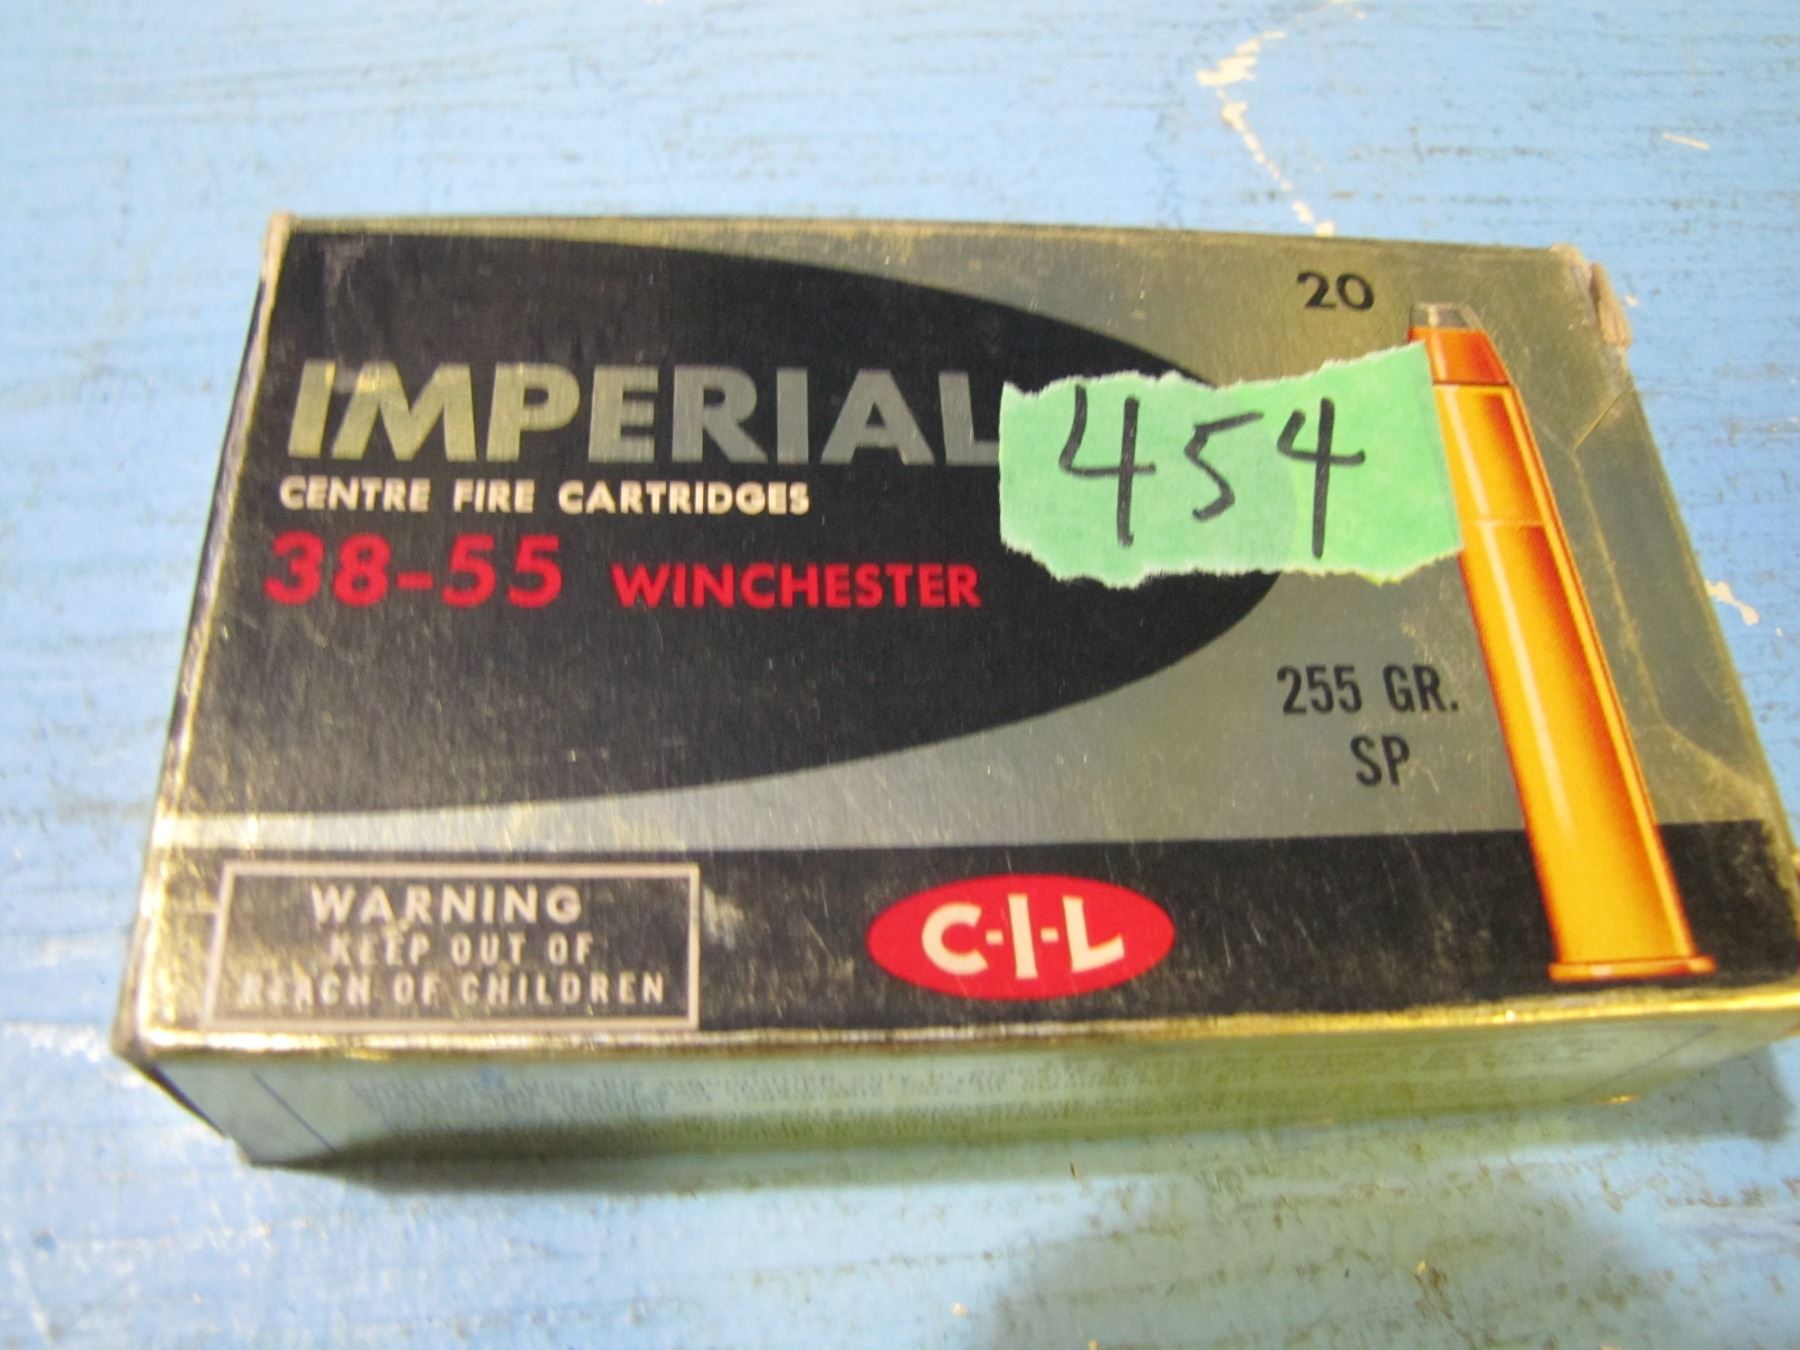 20
IMPERIAL
454
CENTRE FIRE CARTRIDGES
38-55 WINCHESTER
255 GR.
SP
WARNING
KEEP OUT OF
REACH OF CHILDREN
C-I-L